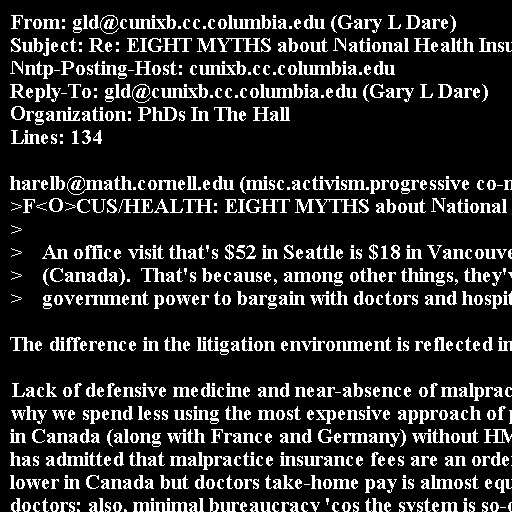 From: gld@cunixb.cc.columbia.edu (Gary L Dare)
Subject: Re: EIGHT MYTHS about National Health Insu
Nntp-Posting-Host: cunixb.cc.columbia.edu
Reply-To: gld@cunixb.cc.columbia.edu (Gary L Dare)
Organization: PhDs In The Hall
Lines: 134
harelb@math.cornell.edu (misc.activism.progressive co-m
>F<O>CUS/HEALTH: EIGHT MYTHS about National
>
> An office visit that's $52 in Seattle is $18 in Vancouve
> (Canada). That's because, among other things, they'v
> government power to bargain with doctors and hospit
The difference in the litigation environment is reflected in
Lack of defensive medicine and near-absence of malprac
why we spend less using the most expensive approach of p
in Canada (along with France and Germany) without HM
has admitted that malpractice insurance fees are an orde
lower in Canada but doctors take-home pay is almost equ
doctors; also, minimal bureaucracy 'cos the system is so-c